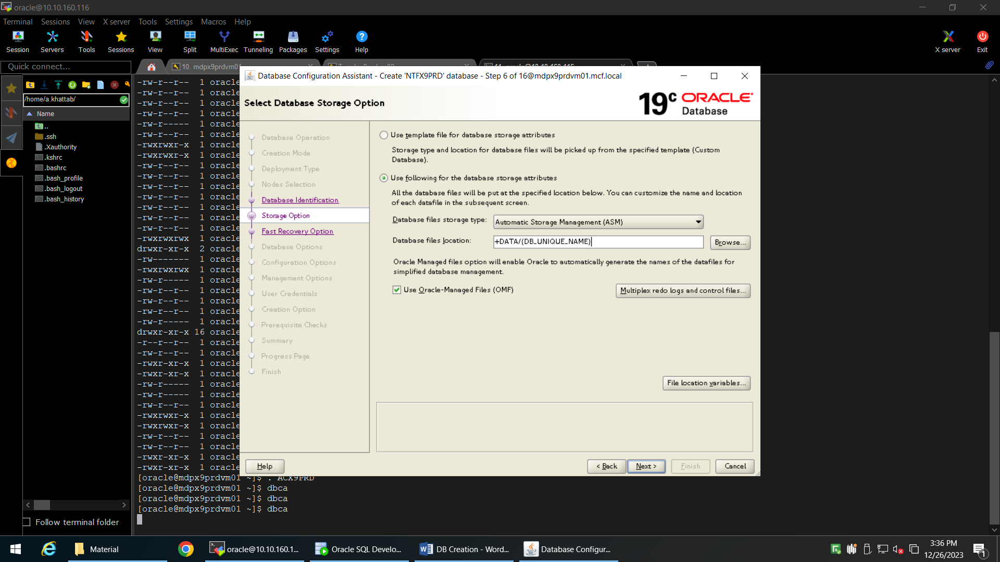 oracle@10.10.160.116
Terminal Sessions View X server Tools Settings Macros Help
Session Servers Tools Sessions View Split MultiExec Tunneling Packages Settings Help X server Exit
Quick connect...
10. mdpx9prdvm01
/home/a.khattab/
Name
..
.ssh
.Xauthority
.kshrc
.bashrc
.bash_profile
.bash_logout
.bash_history
Follow terminal folder
-rw-r--r-- 1 oracle
-rw-r--r-- 1 oracle
-rw-r--r-- 1 oracle
-rw-r--r-- 1 oracle
-rw-r----- 1 oracle
-rw-r--r-- 1 oracle
-rwxrwxr-x 1 oracle
-rwxrwxr-x 1 oracle
-rw-r--r-- 1 oracle
-rw-r--r-- 1 oracle
-rw-r--r-- 1 oracle
-rw-r--r-- 1 oracle
-rw-r--r-- 1 oracle
-rw-r--r-- 1 oracle
-rw-r--r-- 1 oracle
-rwxrwxrwx 1 oracle
drwxr-xr-x 2 oracle
-rw------- 1 oracle
-rwxrwxrwx 1 oracle
-rw-r----- 1 oracle
-rw-r--r-- 1 oracle
-rw-r--r-- 1 oracle
-rw-r--r-- 1 oracle
-rw-r----- 1 oracle
drwxr-xr-x 16 oracle
-r--r--r-- 1 oracle
-rw-r--r-- 1 oracle
-rwxr-xr-x 1 oracle
-rwxr-xr-x 1 oracle
-rw-r----- 1 oracle
-rwxr-xr-x 1 oracle
-rw-r--r-- 1 oracle
-rwxrwxr-x 1 oracle
-rwxrwxr-x 1 oracle
-rw-r--r-- 1 oracle
-rw-r--r-- 1 oracle
-rwxr-xr-x 1 oracle
-rwxr-xr-x 1 oracle
[oracle@mdpx9prdvm01 ~]$ . ACX9PRD
[oracle@mdpx9prdvm01 ~]$ dbca
[oracle@mdpx9prdvm01 ~]$ dbca
[oracle@mdpx9prdvm01 ~]$ dbca
Database Configuration Assistant - Create 'NTFX9PRD' database - Step 6 of 16@mdpx9prdvm01.mcf.local
Select Database Storage Option
19c ORACLE
Database
Database Operation
Creation Mode
Deployment Type
Nodes Selection
Database Identification
Storage Option
Fast Recovery Option
Database Options
Configuration Options
Management Options
User Credentials
Creation Option
Prerequisite Checks
Summary
Progress Page
Finish
Use template file for database storage attributes
Storage type and location for database files will be picked up from the specified template (Custom
Database).
Use following for the database storage attributes
All the database files will be put at the specified location below. You can customize the name and location
of each datafile in the subsequent screen.
Database files storage type: Automatic Storage Management (ASM)
Database files location: +DATA/{DB_UNIQUE_NAME} Browse...
Oracle Managed files option will enable Oracle to automatically generate the names of the datafiles for
simplified database management.
Use Oracle-Managed Files (OMF) Multiplex redo logs and control files...
File location variables...
Help < Back Next > Finish Cancel
Material oracle@10.10.160.1... Oracle SQL Develo... DB Creation - Word... Database Configur...
3:36 PM
12/26/2023
1